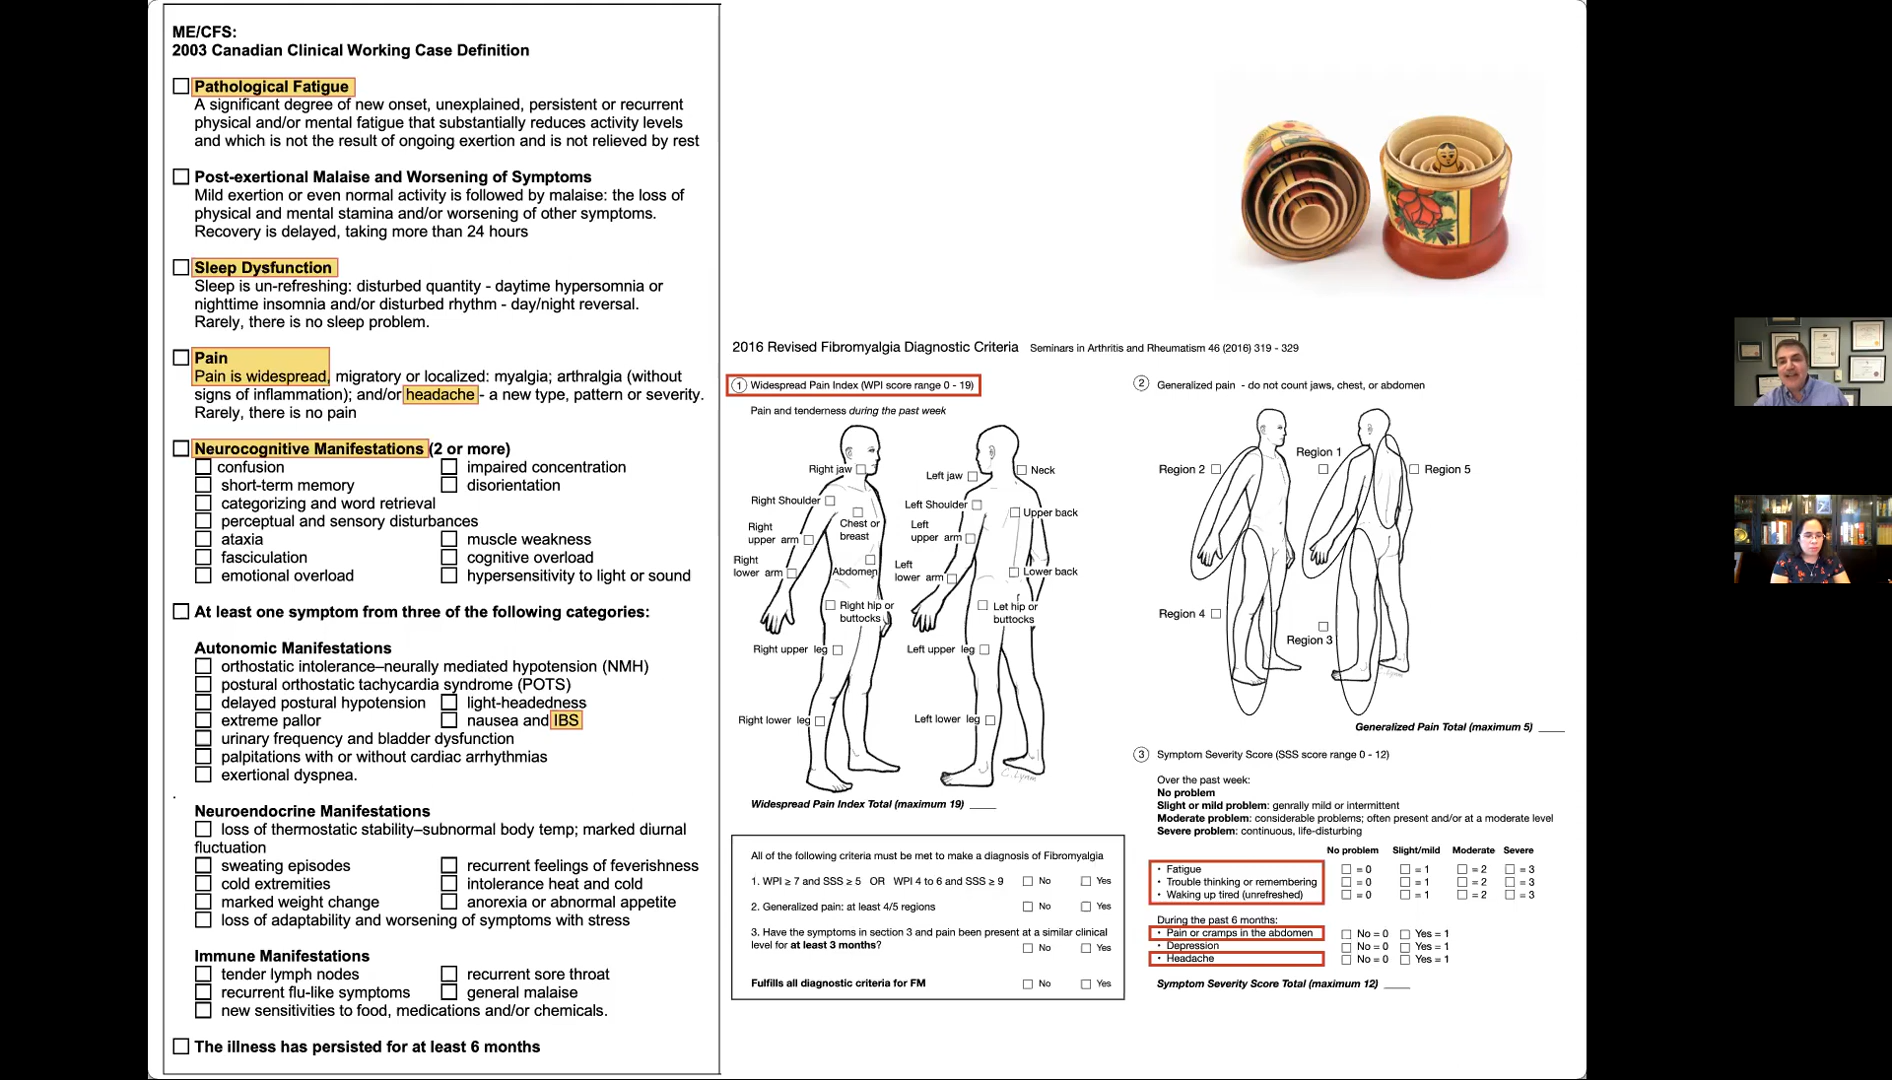 ME/CFS:
2003 Canadian Clinical Working Case Definition
Pathological Fatigue
A significant degree of new onset, unexplained, persistent or recurrent
physical and/or mental fatigue that substantially reduces activity levels
and which is not the result of ongoing exertion and is not relieved by rest
Post-exertional Malaise and Worsening of Symptoms
Mild exertion or even normal activity is followed by malaise: the loss of
physical and mental stamina and/or worsening of other symptoms.
Recovery is delayed, taking more than 24 hours
Sleep Dysfunction
Sleep is un-refreshing: disturbed quantity - daytime hypersomnia or
nighttime insomnia and/or disturbed rhythm - day/night reversal.
Rarely, there is no sleep problem.
Pain
Pain is widespread, migratory or localized: myalgia; arthralgia (without
signs of inflammation); and/or headache - a new type, pattern or severity.
Rarely, there is no pain
Neurocognitive Manifestations (2 or more)
confusion impaired concentration
short-term memory disorientation
categorizing and word retrieval
perceptual and sensory disturbances
ataxia muscle weakness
fasciculation cognitive overload
emotional overload hypersensitivity to light or sound
At least one symptom from three of the following categories:
Autonomic Manifestations
orthostatic intolerance–neurally mediated hypotension (NMH)
postural orthostatic tachycardia syndrome (POTS)
delayed postural hypotension light-headedness
extreme pallor nausea and IBS
urinary frequency and bladder dysfunction
palpitations with or without cardiac arrhythmias
exertional dyspnea.
Neuroendocrine Manifestations
loss of thermostatic stability–subnormal body temp; marked diurnal
fluctuation
sweating episodes recurrent feelings of feverishness
cold extremities intolerance heat and cold
marked weight change anorexia or abnormal appetite
loss of adaptability and worsening of symptoms with stress
Immune Manifestations
tender lymph nodes recurrent sore throat
recurrent flu-like symptoms general malaise
new sensitivities to food, medications and/or chemicals.
The illness has persisted for at least 6 months
2016 Revised Fibromyalgia Diagnostic Criteria Seminars in Arthritis and Rheumatism 46 (2016) 319 - 329
1 Widespread Pain Index (WPI score range 0 - 19)
Pain and tenderness during the past week
Right jaw
Left jaw
Neck
Right Shoulder
Left Shoulder
Chest or
breast
Upper back
Right
upper arm
Left
upper arm
Right
lower arm
Abdomen
Left
lower arm
Lower back
Right hip or
buttocks
Let hip or
buttocks
Right upper leg
Left upper leg
Right lower leg
Left lower leg
C. Lynm
Widespread Pain Index Total (maximum 19) _____
All of the following criteria must be met to make a diagnosis of Fibromyalgia
1. WPI ≥ 7 and SSS ≥ 5 OR WPI 4 to 6 and SSS ≥ 9 No Yes
2. Generalized pain: at least 4/5 regions No Yes
3. Have the symptoms in section 3 and pain been present at a similar clinical
level for at least 3 months? No Yes
Fulfills all diagnostic criteria for FM No Yes
2 Generalized pain - do not count jaws, chest, or abdomen
Region 1
Region 2
Region 5
Region 4
Region 3
Generalized Pain Total (maximum 5) _____
3 Symptom Severity Score (SSS score range 0 - 12)
Over the past week:
No problem
Slight or mild problem: genrally mild or intermittent
Moderate problem: considerable problems; often present and/or at a moderate level
Severe problem: continuous, life-disturbing
No problem Slight/mild Moderate Severe
• Fatigue = 0 = 1 = 2 = 3
• Trouble thinking or remembering = 0 = 1 = 2 = 3
• Waking up tired (unrefreshed) = 0 = 1 = 2 = 3
During the past 6 months:
• Pain or cramps in the abdomen No = 0 Yes = 1
• Depression No = 0 Yes = 1
• Headache No = 0 Yes = 1
Symptom Severity Score Total (maximum 12) _____